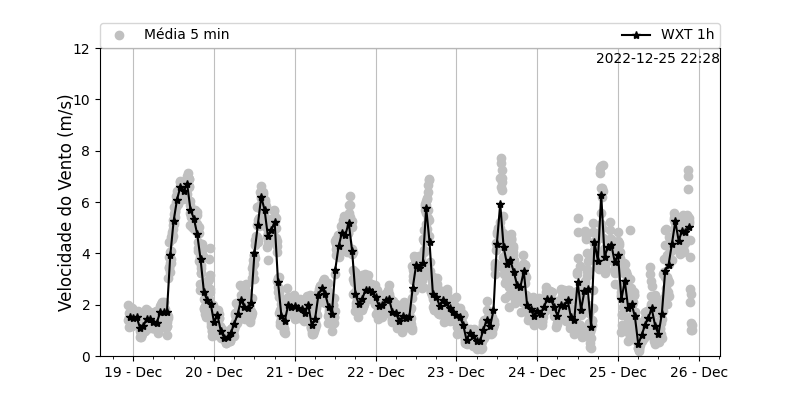 Média 5 min
WXT 1h
2022-12-25 22:28
Velocidade do Vento (m/s)
12
10
8
6
4
2
0
19 - Dec
20 - Dec
21 - Dec
22 - Dec
23 - Dec
24 - Dec
25 - Dec
26 - Dec